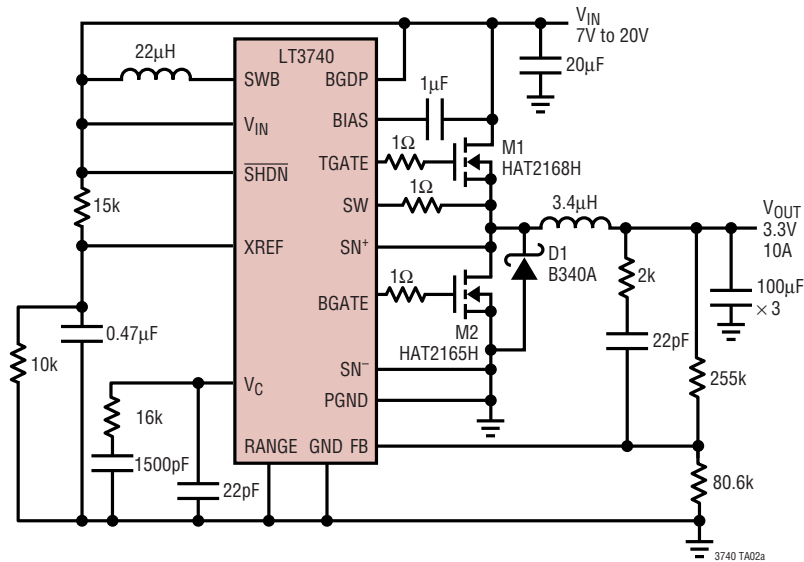 V_IN
7V to 20V
22µH
LT3740
SWB
BGDP
20µF
1µF
BIAS
V_IN
1Ω
M1
HAT2168H
TGATE
SHDN
1Ω
3.4µH
V_OUT
3.3V
10A
15k
SW
XREF
SN+
D1
B340A
1Ω
2k
100µF
× 3
BGATE
0.47µF
M2
HAT2165H
22pF
10k
255k
SN–
V_C
PGND
16k
RANGE
GND
FB
1500pF
22pF
80.6k
3740 TA02a